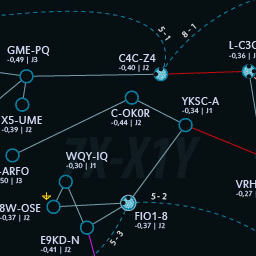 5-1
8-1
GME-PQ
-0,49 | J3
C4C-Z4
-0,40 | J2
L-C3C
-0,36 |
X5-UME
-0,39 | J2
C-OK0R
-0,44 | J2
YKSC-A
-0,34 | J1
7X-X1Y
-ARFO
50 | J3
WQY-IQ
-0,30 | J1
VRH
-0,27
8W-OSE
-0,37 | J2
5-2
FIO1-8
-0,37 | J2
E9KD-N
-0,41 | J2
5-3